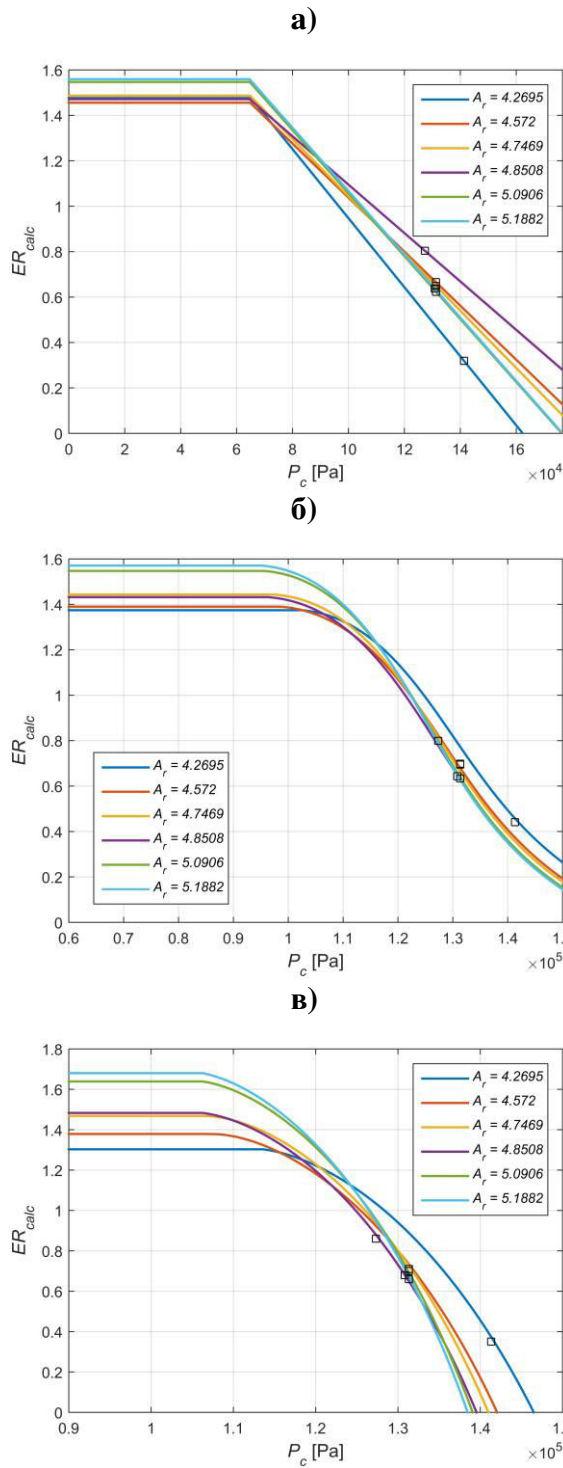 а)
1.6
1.4
1.2
1
0.8
0.6
0.4
0.2
0
ER_calc
A_r = 4.2695
A_r = 4.572
A_r = 4.7469
A_r = 4.8508
A_r = 5.0906
A_r = 5.1882
0 2 4 6 8 10 12 14 16
P_c [Pa]
×10^4
б)
1.6
1.4
1.2
1
0.8
0.6
0.4
0.2
0
ER_calc
A_r = 4.2695
A_r = 4.572
A_r = 4.7469
A_r = 4.8508
A_r = 5.0906
A_r = 5.1882
0.6 0.7 0.8 0.9 1 1.1 1.2 1.3 1.4 1.5
P_c [Pa]
×10^5
в)
1.8
1.6
1.4
1.2
1
0.8
0.6
0.4
0.2
0
ER_calc
A_r = 4.2695
A_r = 4.572
A_r = 4.7469
A_r = 4.8508
A_r = 5.0906
A_r = 5.1882
0.9 1 1.1 1.2 1.3 1.4 1.5
P_c [Pa]
×10^5